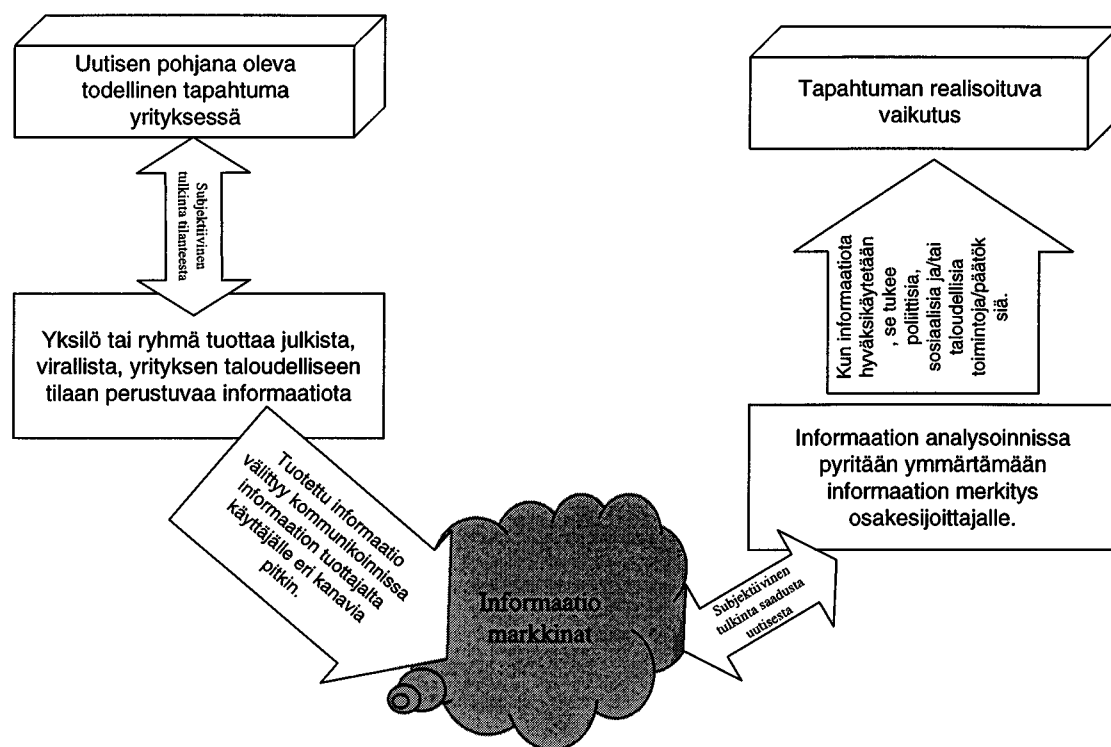 Uutisen pohjana oleva
todellinen tapahtuma
yrityksessä
Subjektiivinen
tulkinta tilanteesta
Yksilö tai ryhmä tuottaa julkista,
virallista, yrityksen taloudelliseen
tilaan perustuvaa informaatiota
Tuotettu informaatio
välittyy kommunikoinnissa
informaation tuottajalta
käyttäjälle eri kanavia
pitkin.
Informaatio
markkinat
Subjektiivinen
tulkinta saadusta
uutisesta
Informaation analysoinnissa
pyritään ymmärtämään
informaation merkitys
osakesijoittajalle.
Kun informaatiota
hyväksikäytetään
, se tukee
poliittisia,
sosiaalisia ja/tai
taloudellisia
toimintoja/päätök
siä.
Tapahtuman realisoituva
vaikutus